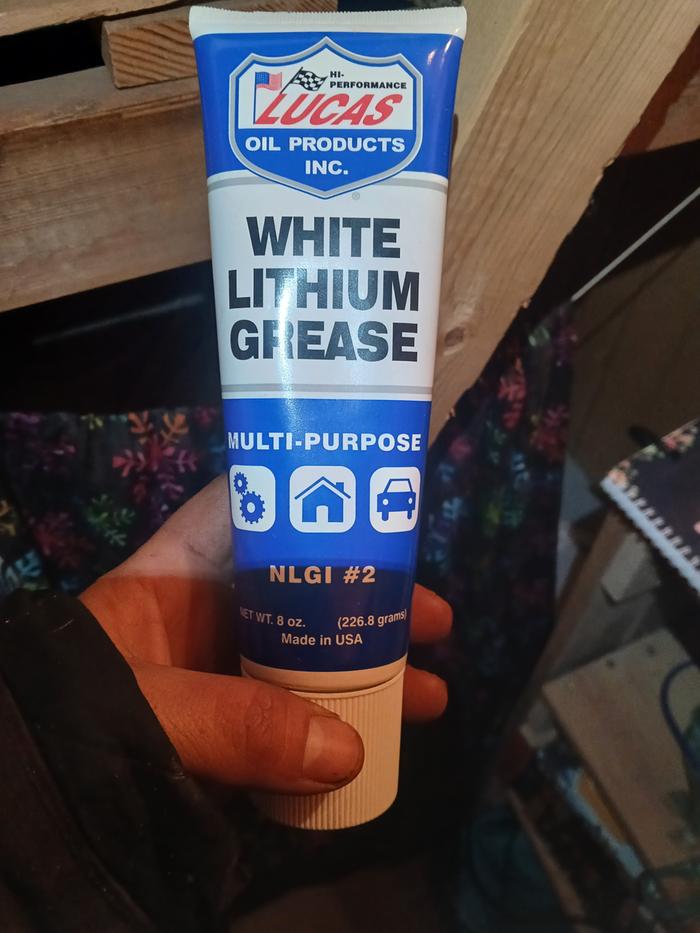 HI-
PERFORMANCE
LUCAS
OIL PRODUCTS
INC.
®
WHITE
LITHIUM
GREASE
MULTI-PURPOSE
NLGI #2
NET WT. 8 oz. (226.8 grams)
Made in USA